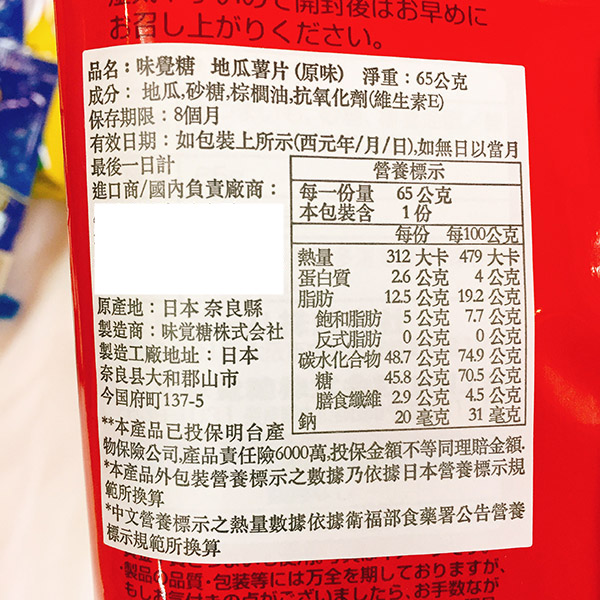 開封後はお早めに
お召し上がりください。
品名：味覺糖 地瓜薯片(原味) 淨重：65公克
成分：地瓜,砂糖,棕櫚油,抗氧化劑(維生素E)
保存期限：8個月
有效日期：如包裝上所示(西元年/月/日),如無日以當月
最後一日計
進口商/國內負責廠商：
原產地：日本 奈良縣
製造商：味覚糖株式会社
製造工廠地址：日本
奈良县大和郡山市
今国府町137-5
營養標示
每一份量 65 公克
本包裝含 1 份
每份 每100公克
熱量 312 大卡 479 大卡
蛋白質 2.6 公克 4 公克
脂肪 12.5 公克 19.2 公克
飽和脂肪 5 公克 7.7 公克
反式脂肪 0 公克 0 公克
碳水化合物 48.7 公克 74.9 公克
糖 45.8 公克 70.5 公克
膳食纖維 2.9 公克 4.5 公克
鈉 20 毫克 31 毫克
**本產品已投保明台產
物保險公司,產品責任險6000萬,投保金額不等同理賠金額.
*本產品外包裝營養標示之數據乃依據日本營養標示規
範所換算
*中文營養標示之熱量數據依據衛福部食藥署公告營養
標示規範所換算
・製品の品質・包装等には万全を期しておりますが、
お手数なが